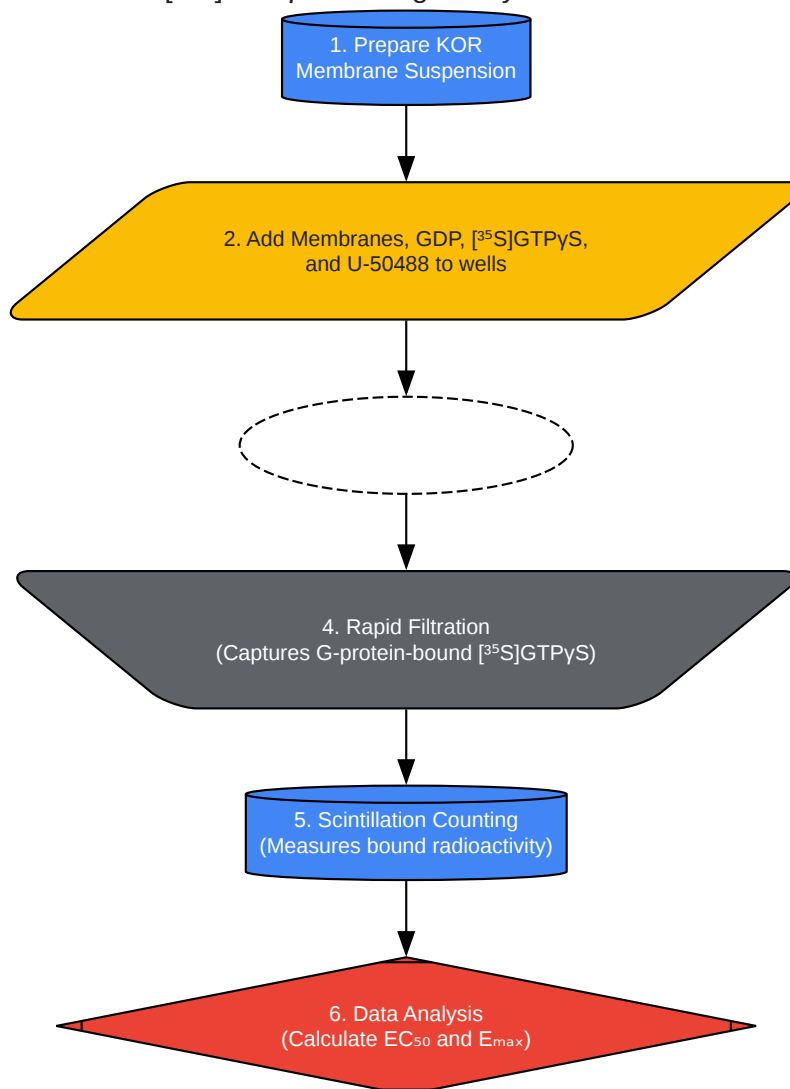 1. Prepare KOR
Membrane Suspension
2. Add Membranes, GDP, [³⁵S]GTPγS,
and U-50488 to wells
4. Rapid Filtration
(Captures G-protein-bound [³⁵S]GTPγS)
5. Scintillation Counting
(Measures bound radioactivity)
6. Data Analysis
(Calculate EC₅₀ and Eₘₐₓ)